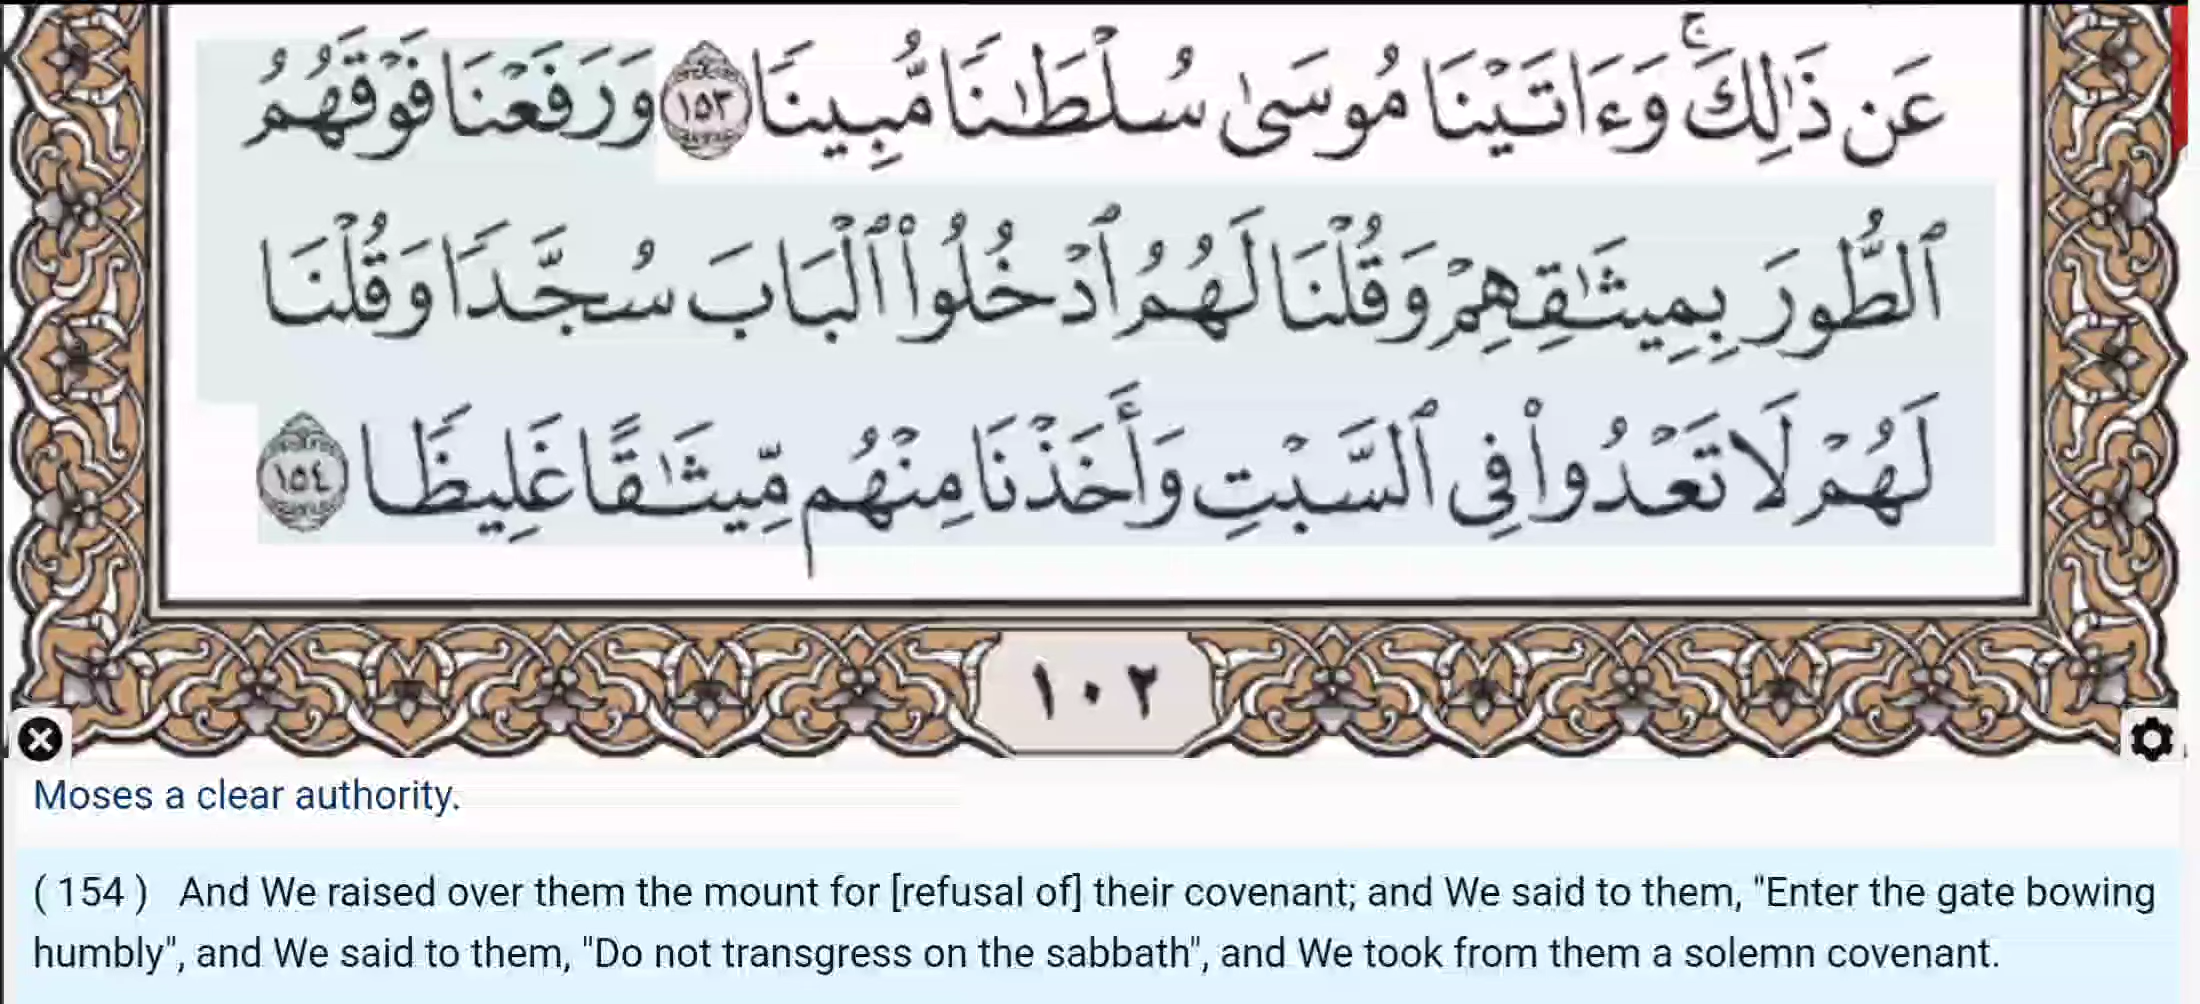 عَن ذَٰلِكَ ۚ وَءَاتَيْنَا مُوسَىٰ سُلْطَٰنًا مُّبِينًا ١٥٣ وَرَفَعْنَا فَوْقَهُمُ
ٱلطُّورَ بِمِيثَٰقِهِمْ وَقُلْنَا لَهُمُ ٱدْخُلُوا۟ ٱلْبَابَ سُجَّدًا وَقُلْنَا
لَهُمْ لَا تَعْدُوا۟ فِى ٱلسَّبْتِ وَأَخَذْنَا مِنْهُم مِّيثَٰقًا غَلِيظًا ١٥٤
١٠٢
Moses a clear authority.
( 154 ) And We raised over them the mount for [refusal of] their covenant; and We said to them, "Enter the gate bowing
humbly", and We said to them, "Do not transgress on the sabbath", and We took from them a solemn covenant.